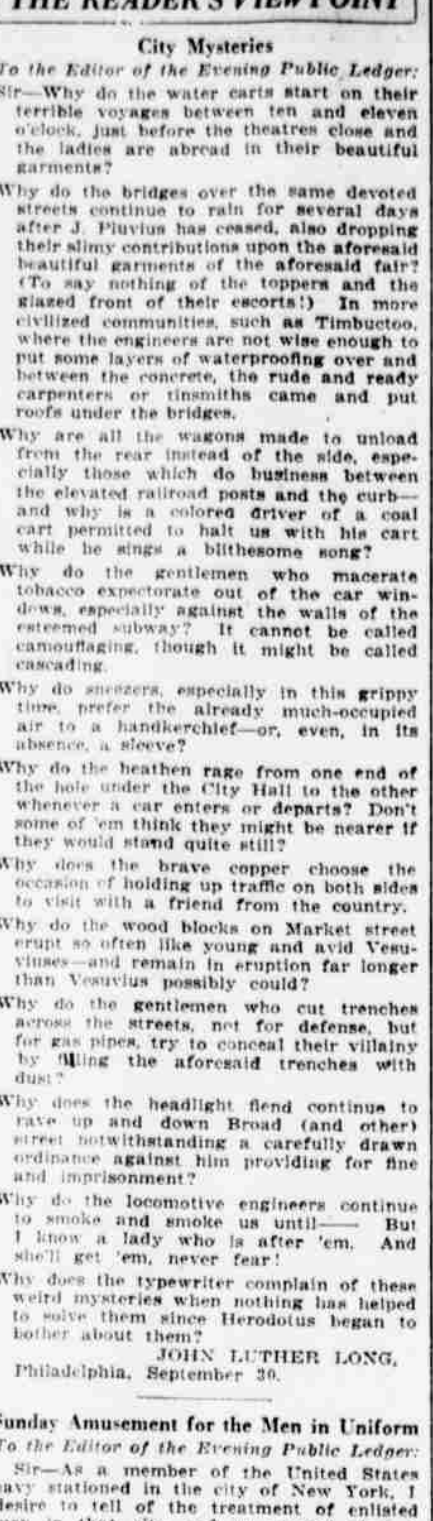 THE READER'S VIEWPOINT
City Mysteries
To the Editor of the Evening Public Ledger:
Sir—Why do the water carts start on their
terrible voyages between ten and eleven
o'clock, just before the theatres close and
the ladies are abroad in their beautiful
garments?
Why do the bridges over the same devoted
streets continue to rain for several days
after J. Pluvius has ceased, also dropping
their slimy contributions upon the aforesaid
beautiful garments of the aforesaid fair?
(To say nothing of the toppers and the
glazed front of their escorts!) In more
civilized communities, such as Timbuctoo,
where the engineers are not wise enough to
put some layers of waterproofing over and
between the concrete, the rude and ready
carpenters or tinsmiths came and put
roofs under the bridges.
Why are all the wagons made to unload
from the rear instead of the side, espe-
cially those which do business between
the elevated railroad posts and the curb—
and why is a colored driver of a coal
cart permitted to halt us with his cart
while he sings a blithesome song?
Why do the gentlemen who macerate
tobacco expectorate out of the car win-
dows, especially against the walls of the
esteemed subway? It cannot be called
camouflaging, though it might be called
cascading.
Why do sneezers, especially in this grippy
time, prefer the already much-occupied
air to a handkerchief—or, even, in its
absence, a sleeve?
Why do the heathen rage from one end of
the hole under the City Hall to the other
whenever a car enters or departs? Don't
some of 'em think they might be nearer if
they would stand quite still?
Why does the brave copper choose the
occasion of holding up traffic on both sides
to visit with a friend from the country.
Why do the wood blocks on Market street
erupt so often like young and avid Vesu-
viuses—and remain in eruption far longer
than Vesuvius possibly could?
Why do the gentlemen who cut trenches
across the streets, not for defense, but
for gas pipes, try to conceal their villainy
by filling the aforesaid trenches with
dust?
Why does the headlight fiend continue to
rave up and down Broad (and other)
street notwithstanding a carefully drawn
ordinance against him providing for fine
and imprisonment?
Why do the locomotive engineers continue
to smoke and smoke us until—— But
I know a lady who is after 'em. And
she'll get 'em, never fear!
Why does the typewriter complain of these
weird mysteries when nothing has helped
to solve them since Herodotus began to
bother about them?
JOHN LUTHER LONG.
Philadelphia, September 30.
Sunday Amusement for the Men in Uniform
To the Editor of the Evening Public Ledger:
Sir—As a member of the United States
navy stationed in the city of New York, I
desire to tell of the treatment of enlisted